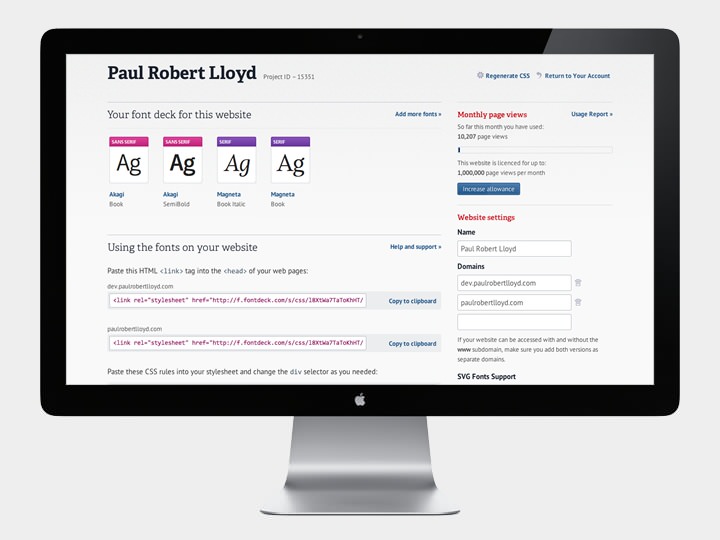 Paul Robert Lloyd Project ID – 15351
Regenerate CSS Return to Your Account
Your font deck for this website
Add more fonts »
SANS SERIF SANS SERIF SERIF SERIF
Ag Ag Ag Ag
Akagi Akagi Magneta Magneta
Book SemiBold Book Italic Book
Using the fonts on your website
Help and support »
Paste this HTML <link> tag into the <head> of your web pages:
dev.paulrobertlloyd.com
<link rel="stylesheet" href="http://f.fontdeck.com/s/css/l8XtWa7TaToKhHT/
Copy to clipboard
paulrobertlloyd.com
<link rel="stylesheet" href="http://f.fontdeck.com/s/css/l8XtWa7TaToKhHT/
Copy to clipboard
Paste these CSS rules into your stylesheet and change the div selector as you needed:
Monthly page views
Usage Report »
So far this month you have used:
10,207 page views
This website is licenced for up to:
1,000,000 page views per month
Increase allowance
Website settings
Name
Paul Robert Lloyd
Domains
dev.paulrobertlloyd.com
paulrobertlloyd.com
If your website can be accessed with and without the
www subdomain, make sure you add both versions as
separate domains.
SVG Fonts Support